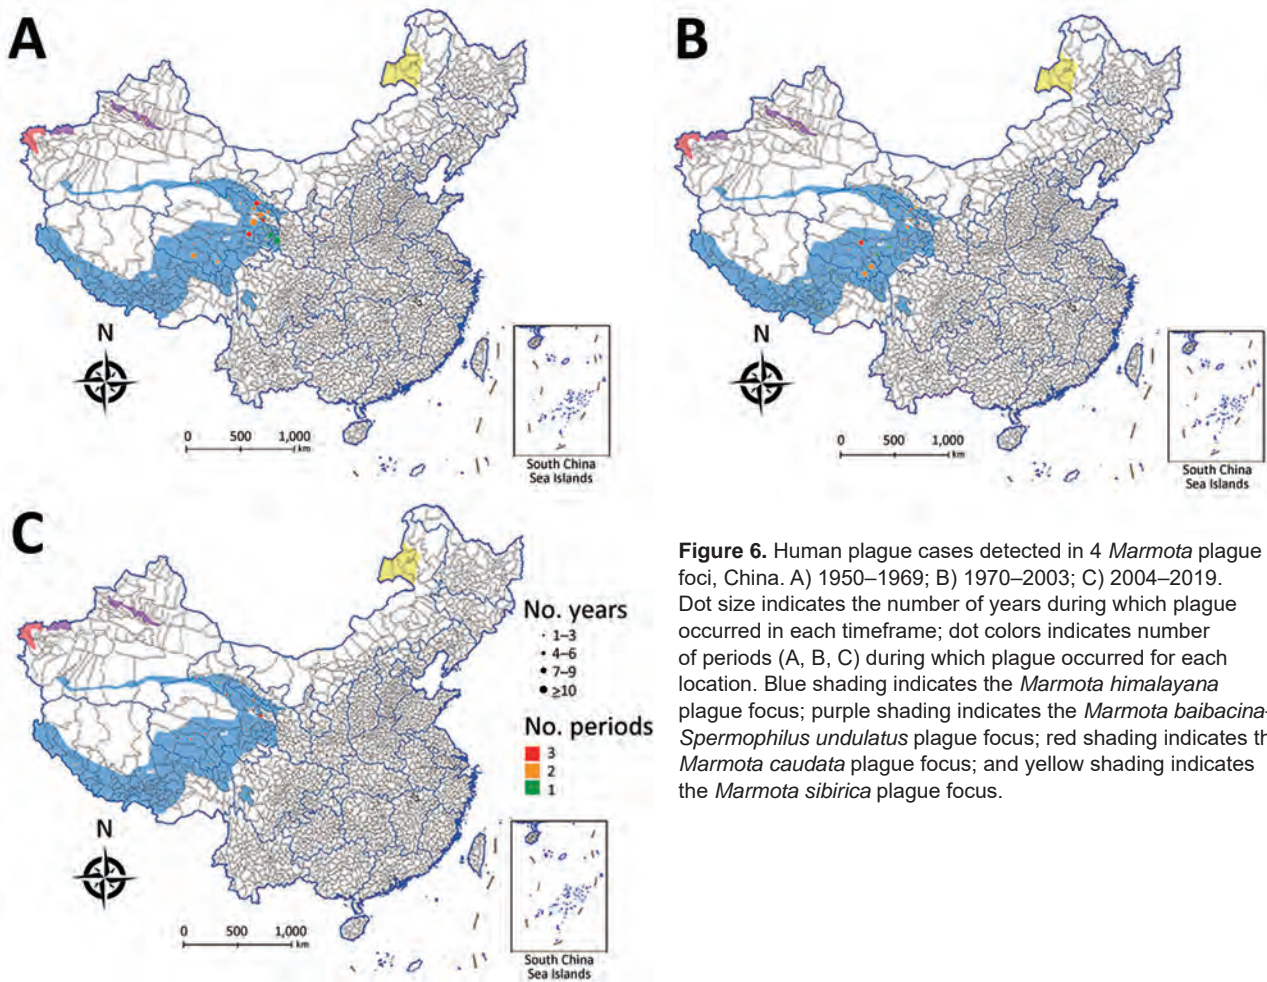 A
N
0 500 1,000
km
South China
Sea Islands
B
N
0 500 1,000
km
South China
Sea Islands
C
N
0 500 1,000
km
South China
Sea Islands
No. years
1–3
4–6
7–9
≥10
No. periods
3
2
1
Figure 6. Human plague cases detected in 4 Marmota plague
foci, China. A) 1950–1969; B) 1970–2003; C) 2004–2019.
Dot size indicates the number of years during which plague
occurred in each timeframe; dot colors indicates number
of periods (A, B, C) during which plague occurred for each
location. Blue shading indicates the Marmota himalayana
plague focus; purple shading indicates the Marmota baibacina-
Spermophilus undulatus plague focus; red shading indicates th
Marmota caudata plague focus; and yellow shading indicates
the Marmota sibirica plague focus.